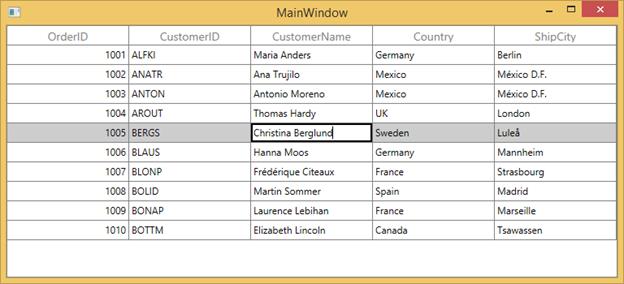 MainWindow
OrderID CustomerID CustomerName Country ShipCity
1001 ALFKI Maria Anders Germany Berlin
1002 ANATR Ana Trujilo Mexico México D.F.
1003 ANTON Antonio Moreno Mexico México D.F.
1004 AROUT Thomas Hardy UK London
1005 BERGS Christina Berglund Sweden Luleå
1006 BLAUS Hanna Moos Germany Mannheim
1007 BLONP Frédérique Citeaux France Strasbourg
1008 BOLID Martin Sommer Spain Madrid
1009 BONAP Laurence Lebihan France Marseille
1010 BOTTM Elizabeth Lincoln Canada Tsawassen